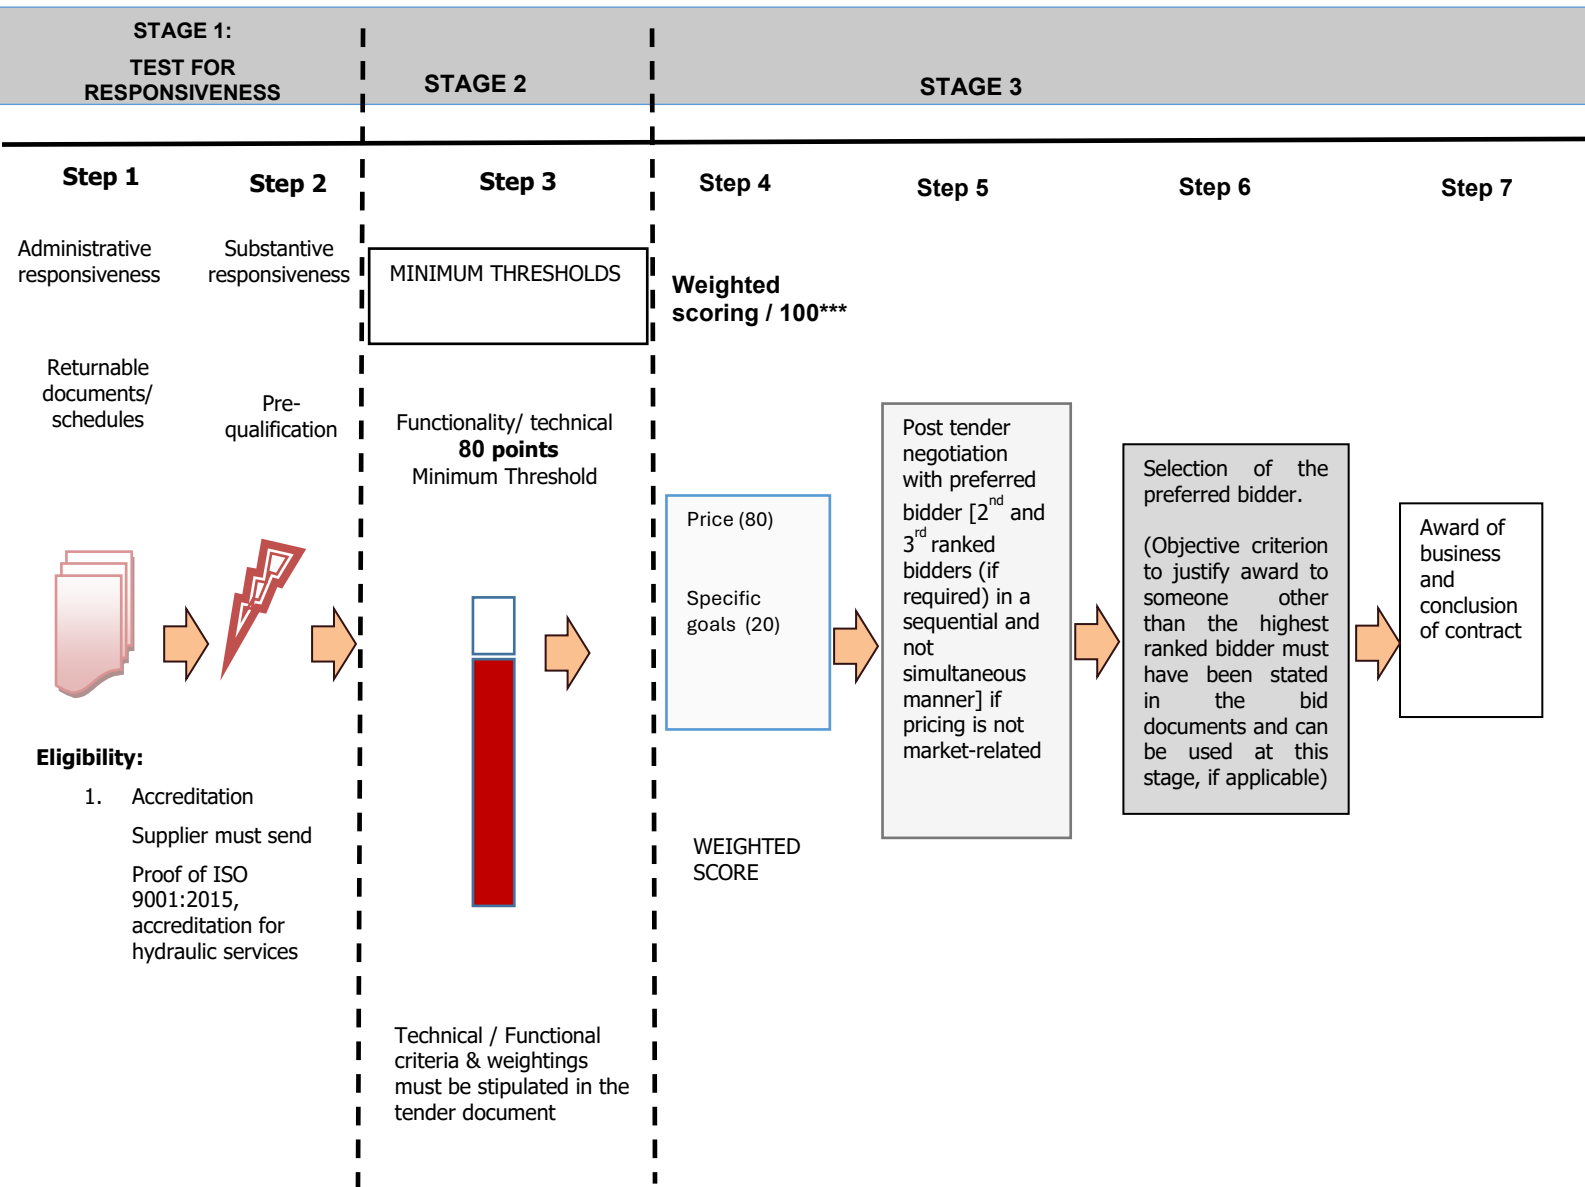 STAGE 1:
TEST FOR
RESPONSIVENESS
STAGE 2
STAGE 3
Step 1
Step 2
Step 3
Step 4
Step 5
Step 6
Step 7
Administrative
responsiveness
Substantive
responsiveness
MINIMUM THRESHOLDS
Weighted
scoring / 100***
Returnable
documents/
schedules
Pre-
qualification
Functionality/ technical
80 points
Minimum Threshold
Price (80)
Specific
goals (20)
Post tender
negotiation
with preferred
bidder [2nd and
3rd ranked
bidders (if
required) in a
sequential and
not
simultaneous
manner] if
pricing is not
market-related
Selection of the
preferred bidder.
(Objective criterion
to justify award to
someone other
than the highest
ranked bidder must
have been stated
in the bid
documents and can
be used at this
stage, if applicable)
Award of
business
and
conclusion
of contract
Eligibility:
1. Accreditation
Supplier must send
Proof of ISO
9001:2015,
accreditation for
hydraulic services
WEIGHTED
SCORE
Technical / Functional
criteria & weightings
must be stipulated in the
tender document